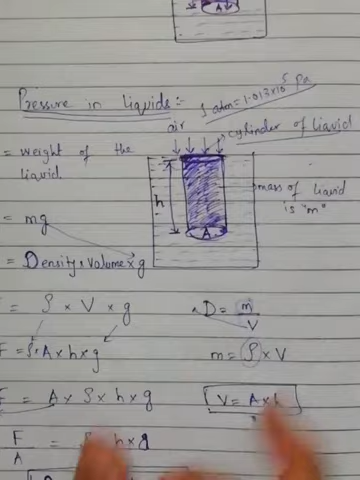 Pressure in Liquids:-
1 atm = 1.013×10⁵ Pa
air
cylinder of liquid
= weight of the
liquid
h
A
mass of liquid
is "m"
= mg
= Density × Volume × g
= ρ × V × g
D = m/V
F = ρ × A × h × g
m = ρ × V
F = A × ρ × h × g
V = A × h
F/A = h × g